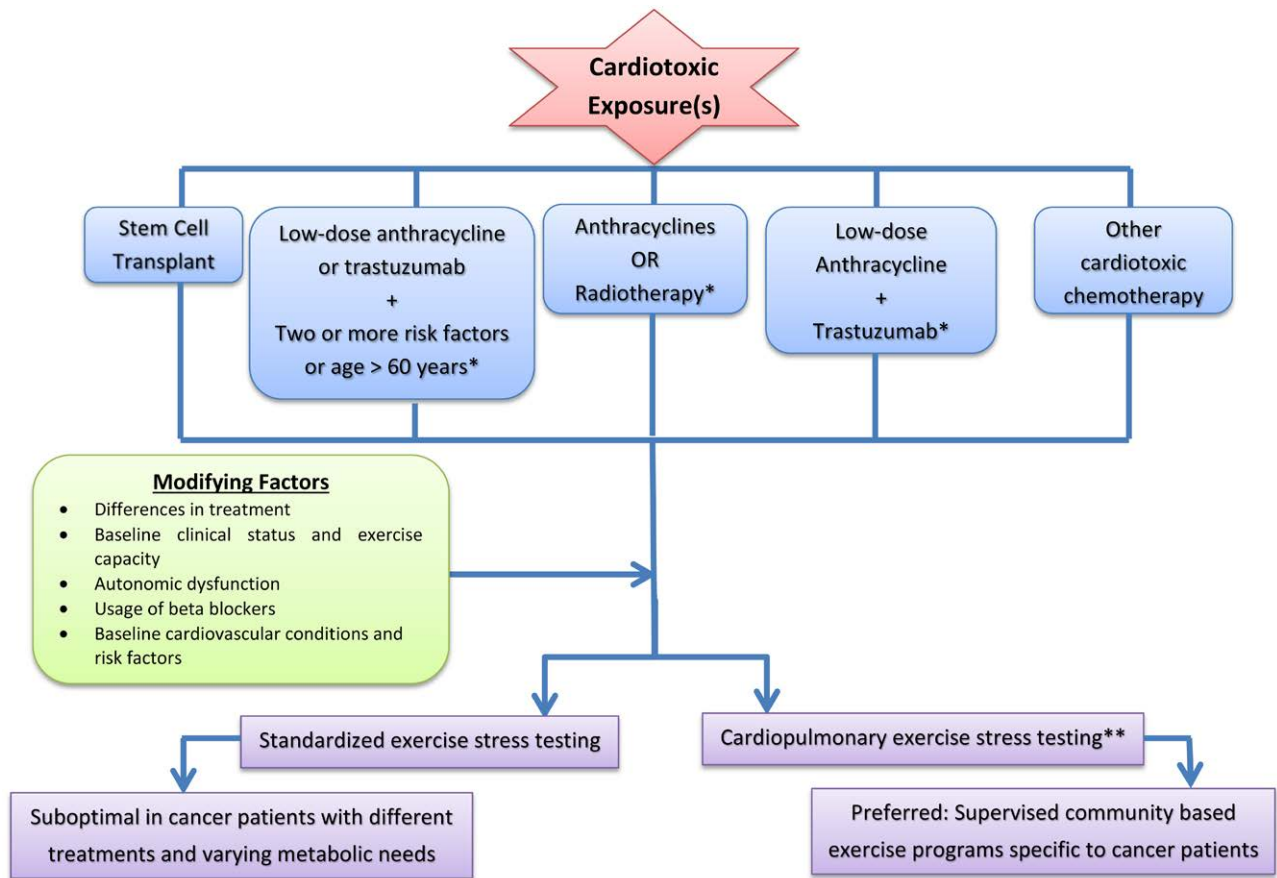 Cardiotoxic
Exposure(s)
Stem Cell
Transplant
Low-dose anthracycline
or trastuzumab
+
Two or more risk factors
or age > 60 years*
Anthracyclines
OR
Radiotherapy*
Low-dose
Anthracycline
+
Trastuzumab*
Other
cardiotoxic
chemotherapy
Modifying Factors
• Differences in treatment
• Baseline clinical status and exercise
capacity
• Autonomic dysfunction
• Usage of beta blockers
• Baseline cardiovascular conditions and
risk factors
Standardized exercise stress testing
Cardiopulmonary exercise stress testing**
Suboptimal in cancer patients with different
treatments and varying metabolic needs
Preferred: Supervised community based
exercise programs specific to cancer patients